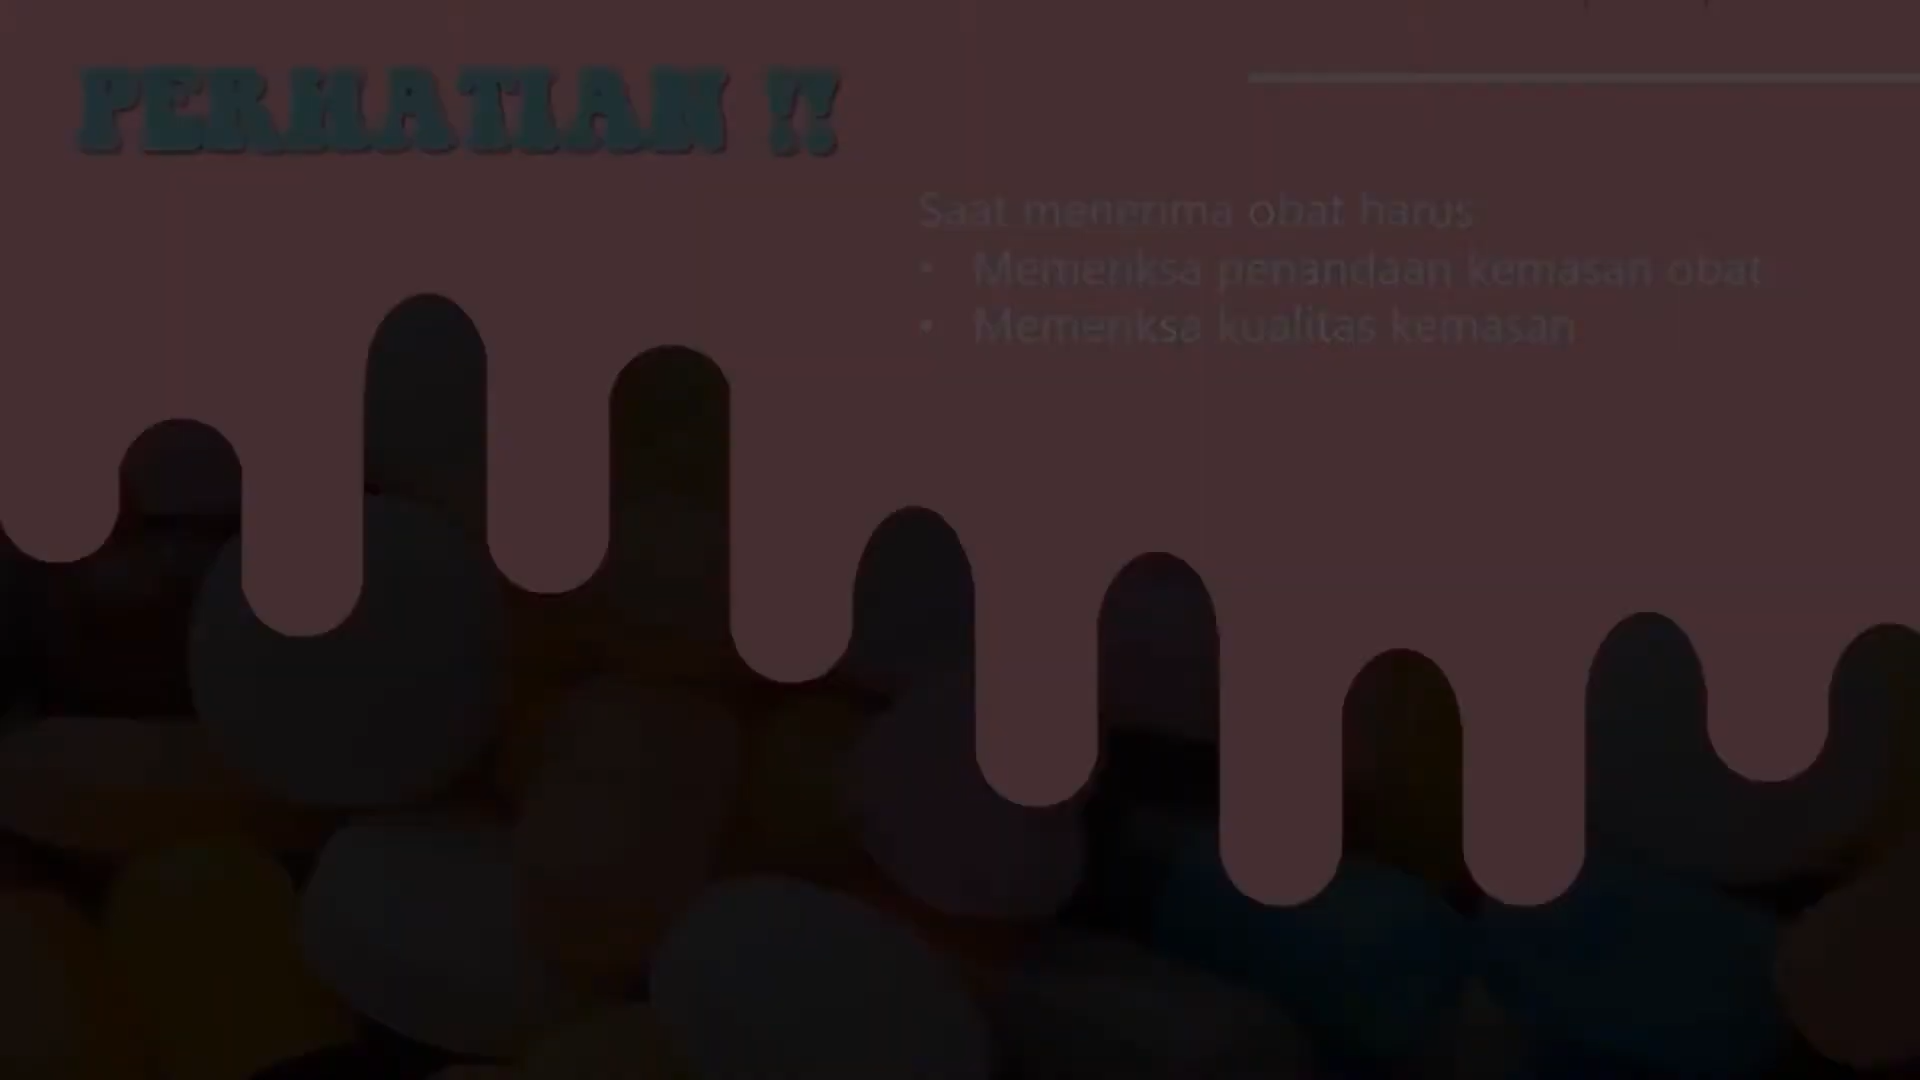 PERHATIAN !!
Saat menerima obat harus
• Memeriksa penandaan kemasan obat
• Memeriksa kualitas kemasan